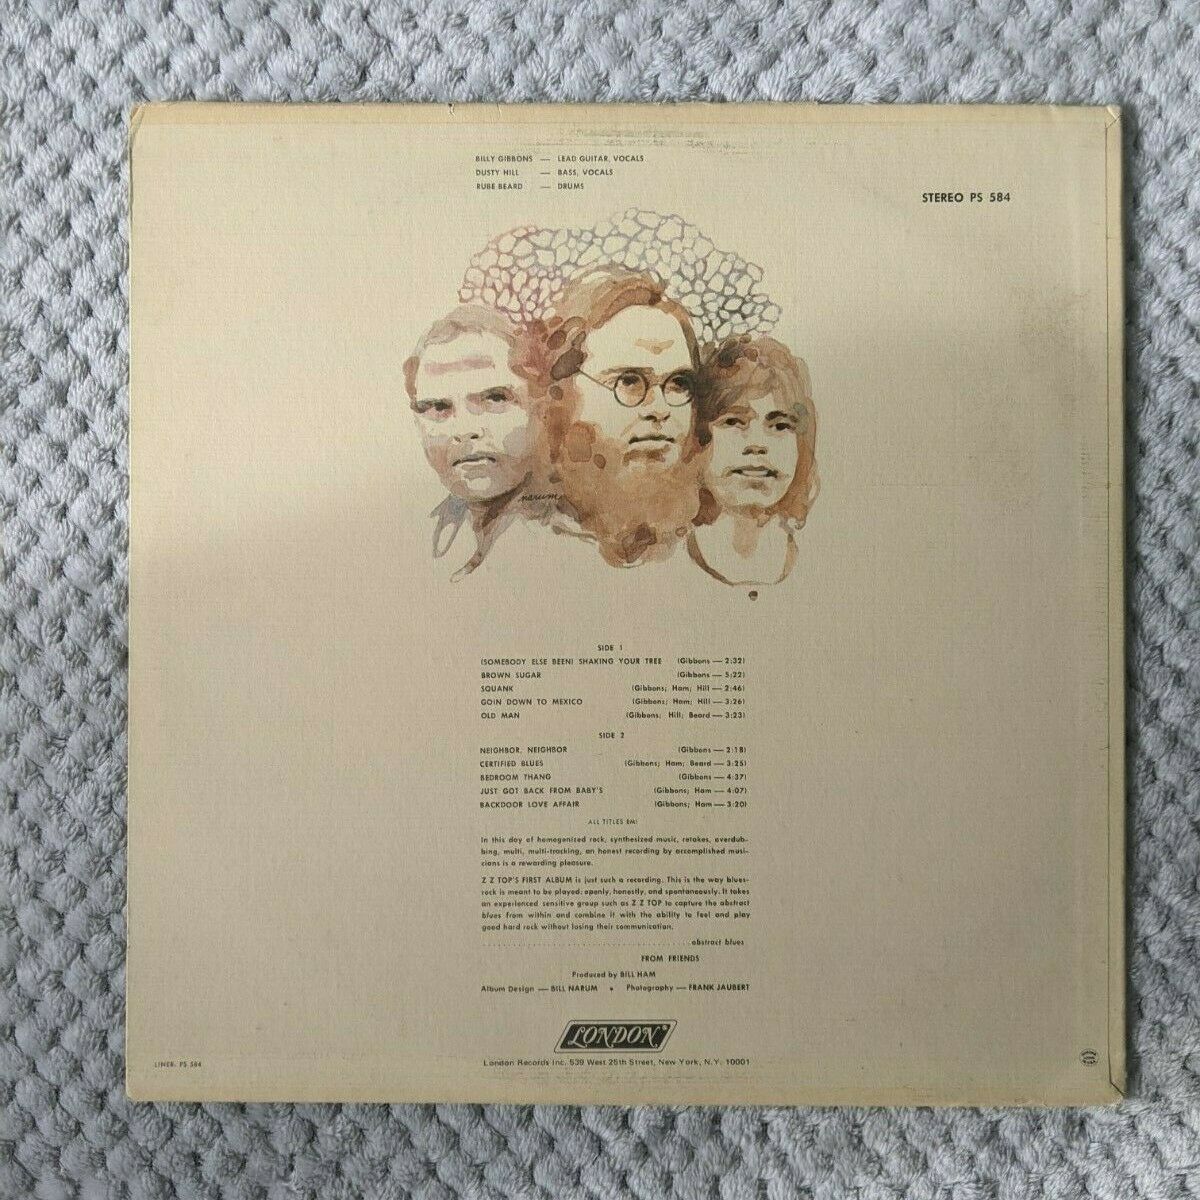 BILLY GIBBONS — LEAD GUITAR, VOCALS
DUSTY HILL — BASS, VOCALS
RUBE BEARD — DRUMS
STEREO PS 584
narum
SIDE 1
(SOMEBODY ELSE BEEN) SHAKING YOUR TREE (Gibbons — 2:32)
BROWN SUGAR (Gibbons — 5:22)
SQUANK (Gibbons; Ham; Hill — 2:46)
GOIN DOWN TO MEXICO (Gibbons; Ham; Hill — 3:26)
OLD MAN (Gibbons; Hill; Beard — 3:23)
SIDE 2
NEIGHBOR, NEIGHBOR (Gibbons — 2:18)
CERTIFIED BLUES (Gibbons; Ham; Beard — 3:25)
BEDROOM THANG (Gibbons — 4:37)
JUST GOT BACK FROM BABY'S (Gibbons; Ham — 4:07)
BACKDOOR LOVE AFFAIR (Gibbons; Ham — 3:20)
ALL TITLES BMI
In this day of homogenized rock, synthesized music, retakes, overdub-
bing, multi, multi-tracking, an honest recording by accomplished musi-
cians is a rewarding pleasure.
Z Z TOP'S FIRST ALBUM is just such a recording. This is the way blues-
rock is meant to be played: openly, honestly, and spontaneously. It takes
an experienced sensitive group such as Z Z TOP to capture the abstract
blues from within and combine it with the ability to feel and play
good hard rock without losing their communication.
..........................................abstract blues
FROM FRIENDS
Produced by BILL HAM
Album Design — BILL NARUM • Photography — FRANK JAUBERT
LONDON®
London Records Inc. 539 West 25th Street, New York, N.Y. 10001
LINER: PS 584